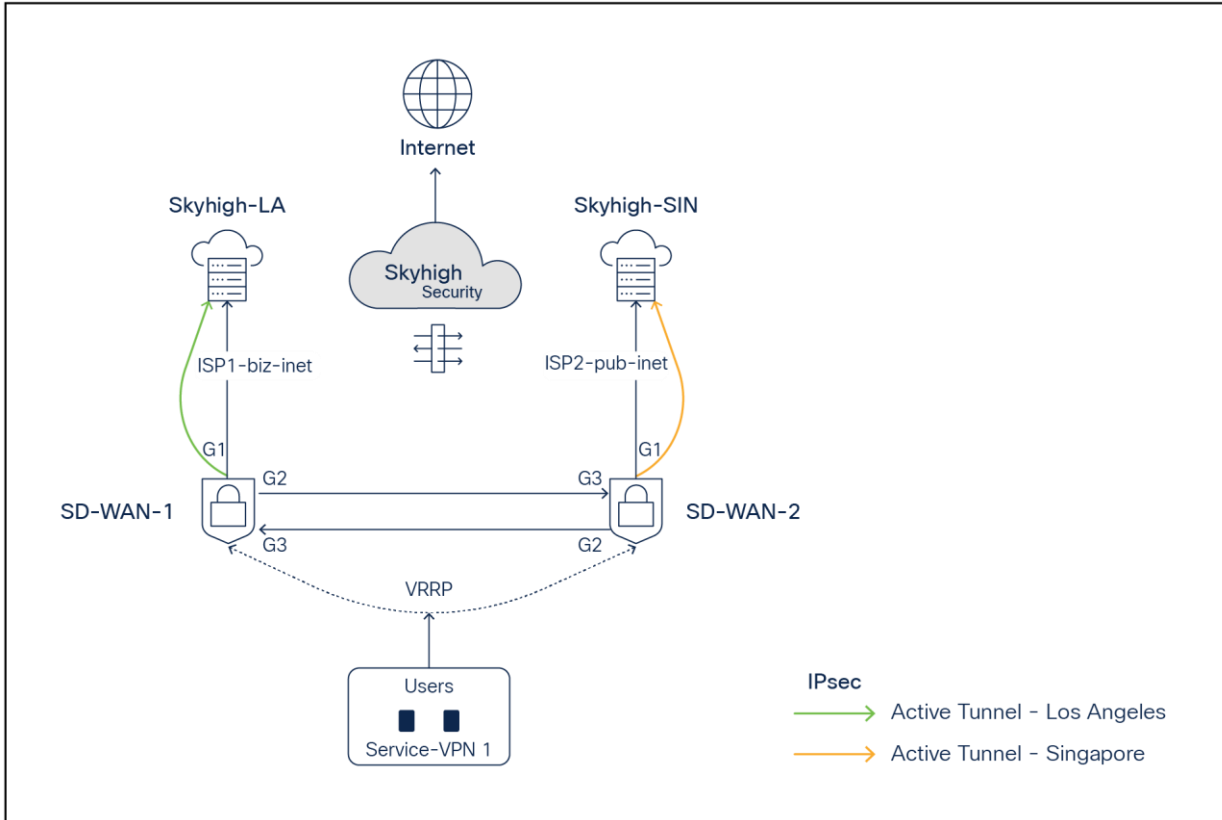 Internet
Skyhigh-LA
Skyhigh-SIN
Skyhigh
Security
ISP1-biz-inet
ISP2-pub-inet
G1
G1
G2
G3
SD-WAN-1
SD-WAN-2
G3
G2
VRRP
Users
Service-VPN 1
IPsec
Active Tunnel - Los Angeles
Active Tunnel - Singapore